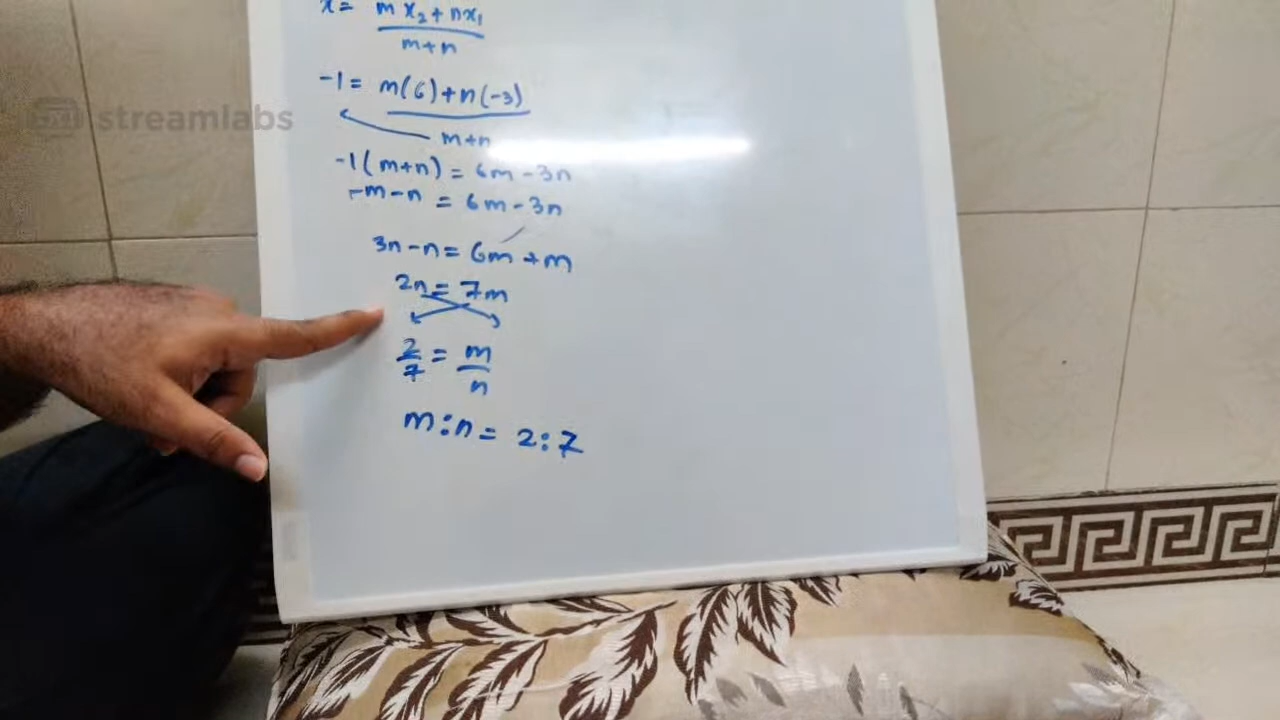 x = m x₂ + n x₁
m+n
-1 = m(6)+n(-3)
m+n
streamlabs
-1(m+n) = 6m - 3n
-m-n = 6m - 3n
3n - n = 6m + m
2n = 7m
2/7 = m/n
m:n = 2:7